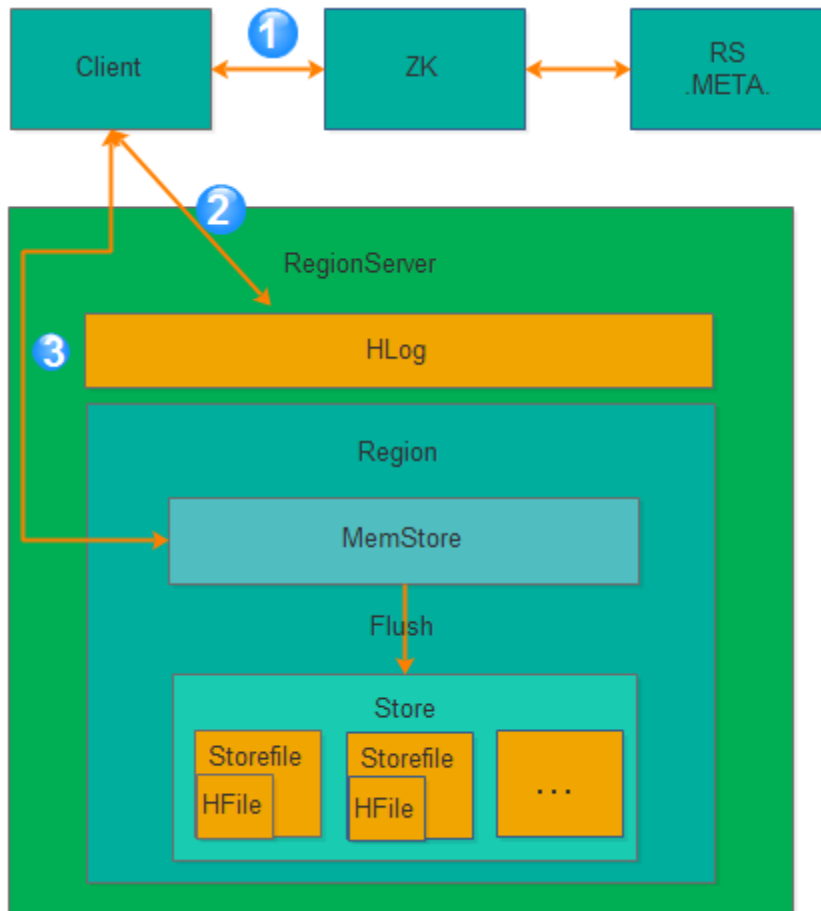 1
Client
ZK
RS
.META.
2
RegionServer
HLog
3
Region
MemStore
Flush
Store
Storefile
HFile
Storefile
HFile
...